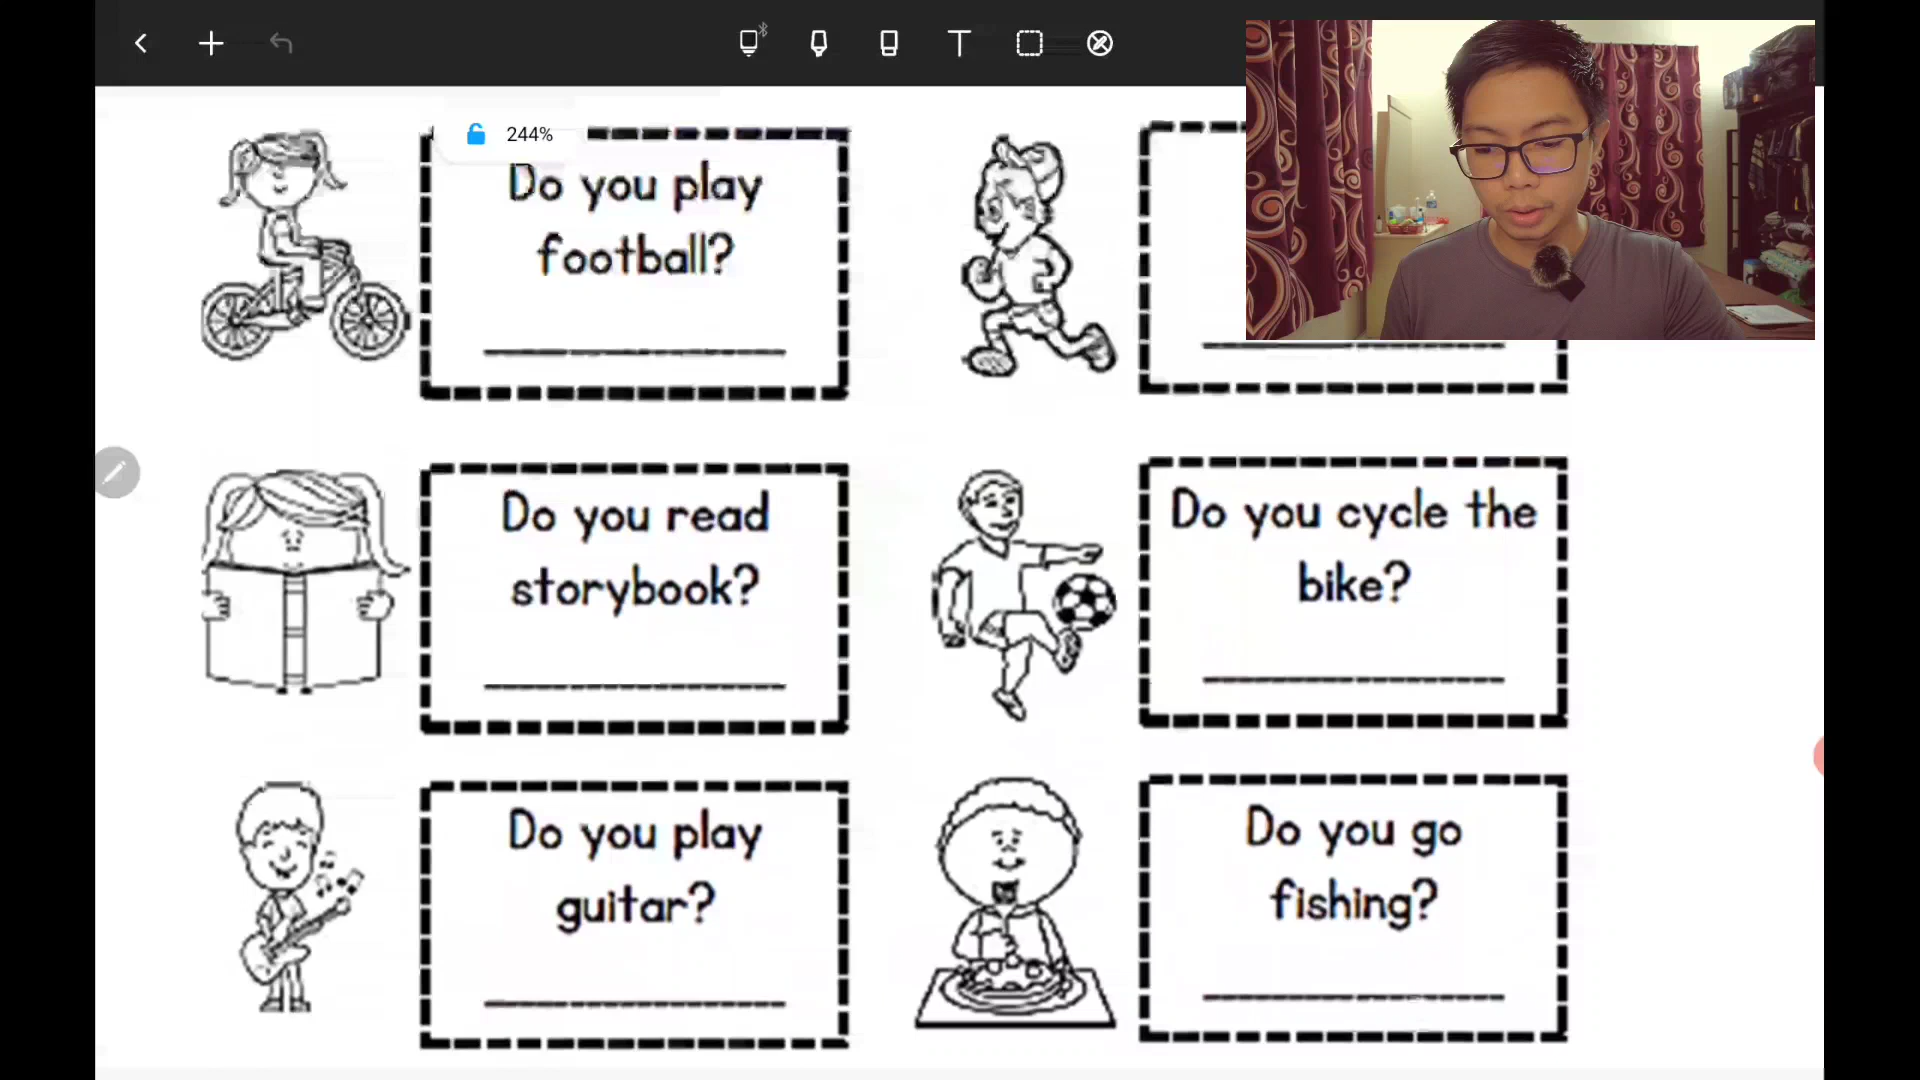 244%
Do you play
football?
Do you read
storybook?
Do you cycle the
bike?
Do you play
guitar?
Do you go
fishing?